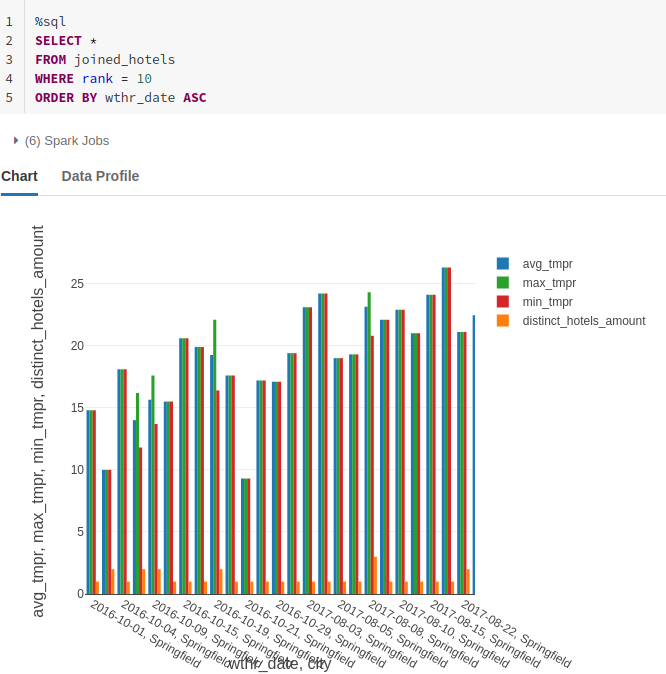 1 %sql
2 SELECT *
3 FROM joined_hotels
4 WHERE rank = 10
5 ORDER BY wthr_date ASC
(6) Spark Jobs
Chart Data Profile
avg_tmpr, max_tmpr, min_tmpr, distinct_hotels_amount
25
20
15
10
5
0
avg_tmpr
max_tmpr
min_tmpr
distinct_hotels_amount
2016-10-01, Springfield
2016-10-04, Springfield
2016-10-09, Springfield
2016-10-15, Springfield
2016-10-19, Springfield
2016-10-21, Springfield
2016-10-29, Springfield
2017-08-03, Springfield
2017-08-05, Springfield
2017-08-08, Springfield
2017-08-10, Springfield
2017-08-15, Springfield
2017-08-22, Springfield
wthr_date, city